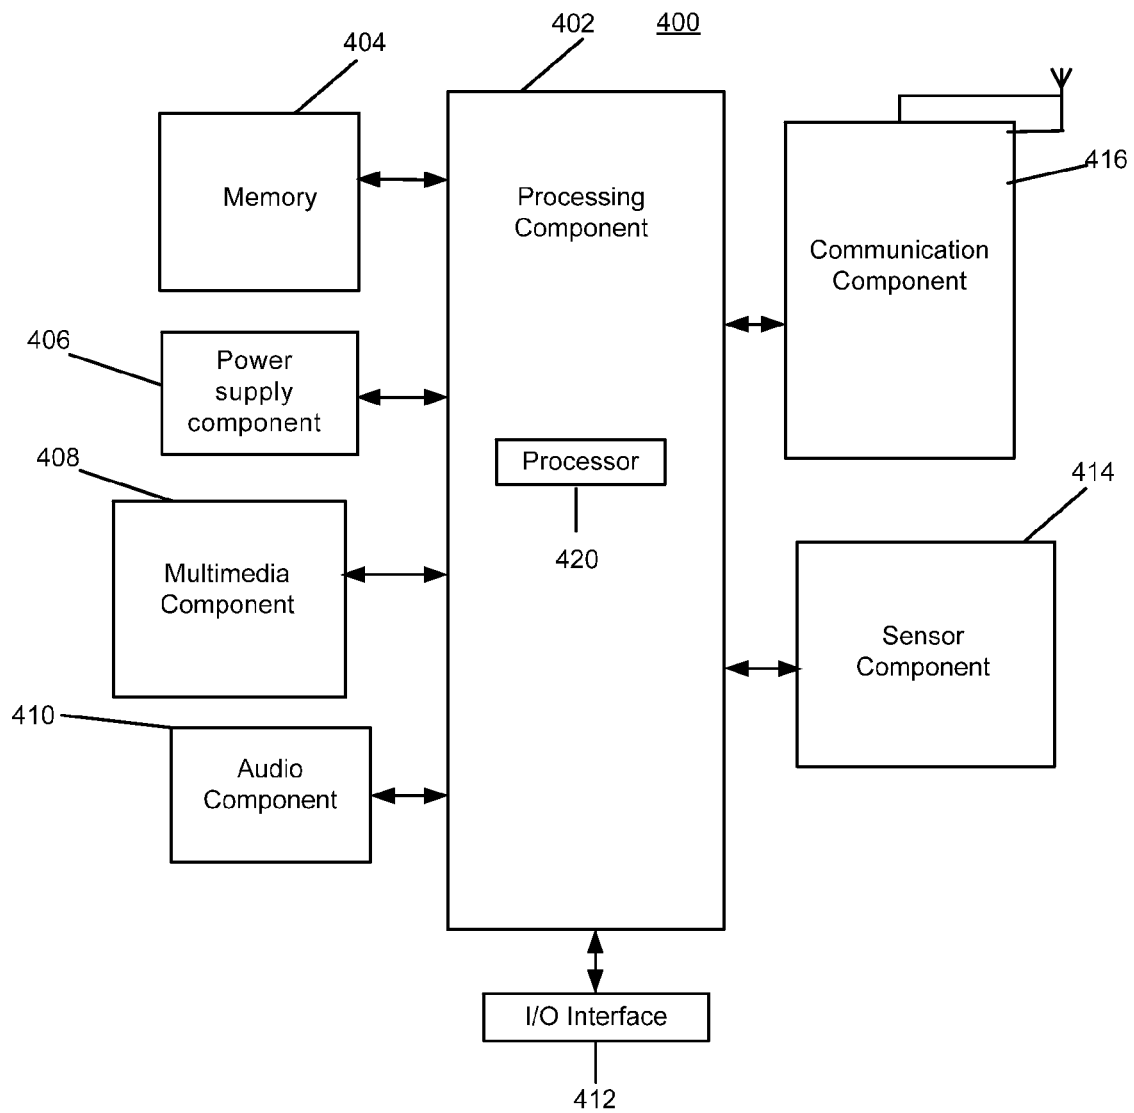 402
400
404
Memory
Processing
Component
416
Communication
Component
406
Power
supply
component
408
Processor
420
414
Multimedia
Component
Sensor
Component
410
Audio
Component
I/O Interface
412